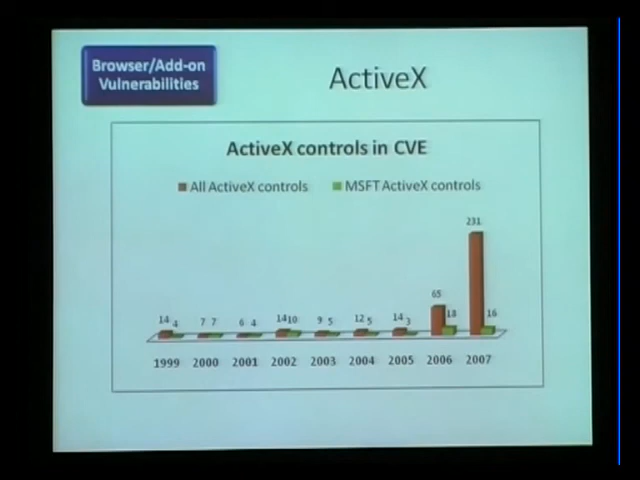 Browser/Add-on
Vulnerabilities
ActiveX
ActiveX controls in CVE
All ActiveX controls
MSFT ActiveX controls
14 4 7 7 6 4 14 10 9 5 12 5 14 3 65 18 231 16
1999 2000 2001 2002 2003 2004 2005 2006 2007